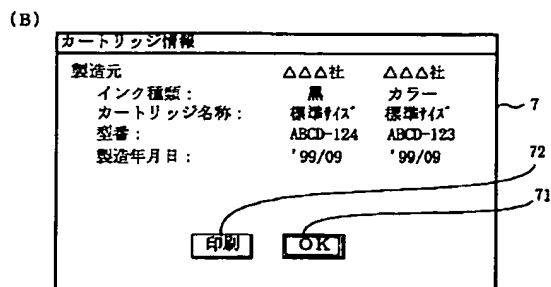 (B)
カートリッジ情報
製造元 △△△社 △△△社
インク種類： 黒 カラー
カートリッジ名称： 標準ｻｲｽﾞ 標準ｻｲｽﾞ
型番： ABCD-124 ABCD-123
製造年月日： '99/09 '99/09
7
72
71
印刷 OK